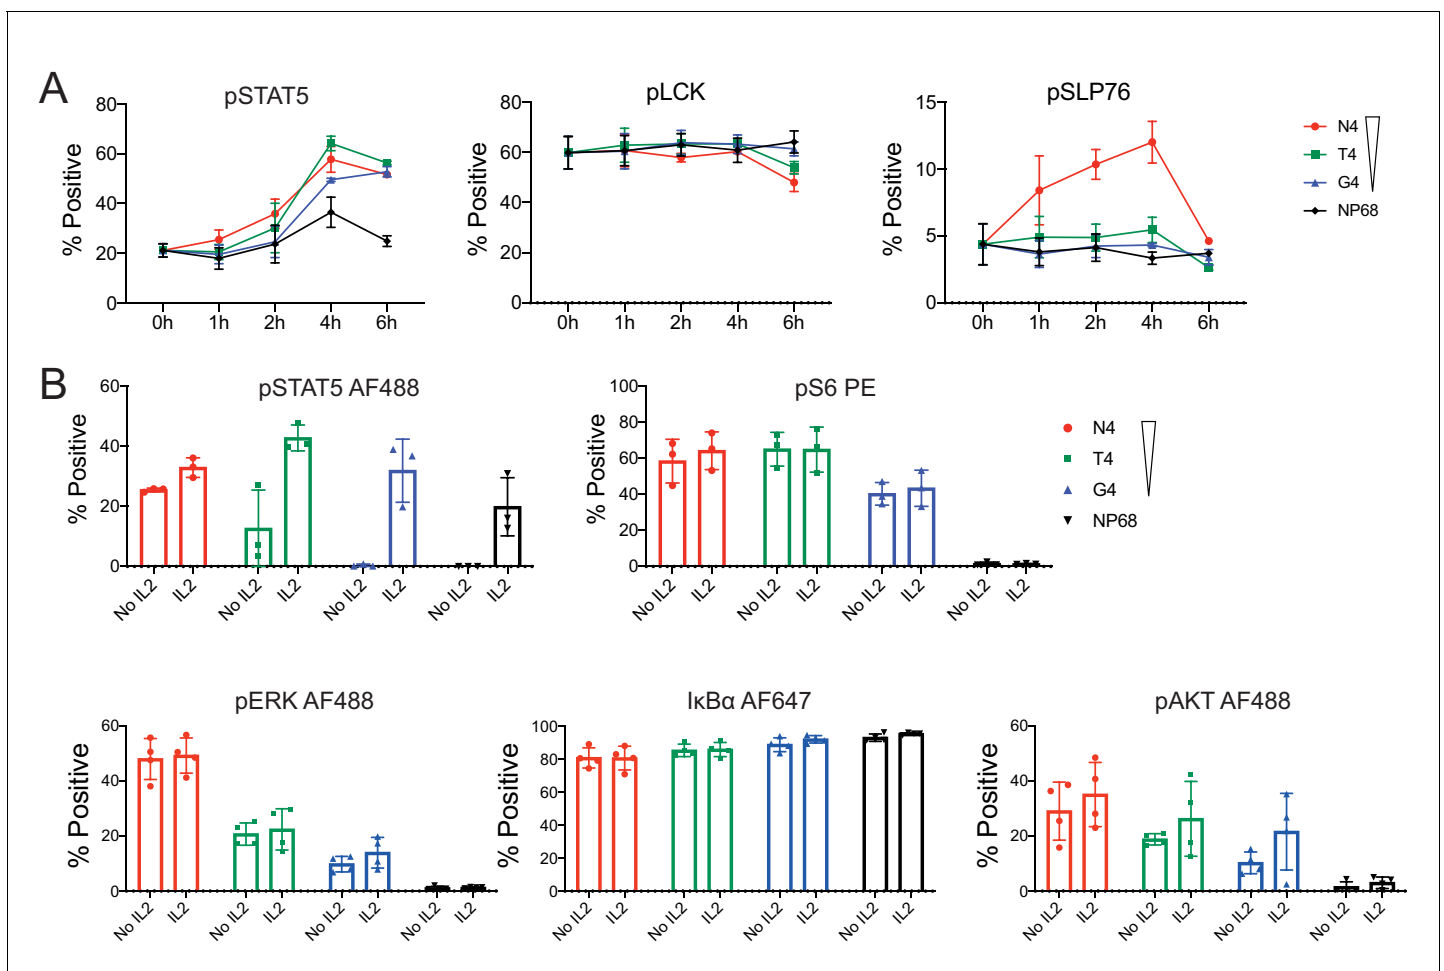 A
pSTAT5
pLCK
pSLP76
% Positive
80
60
40
20
0
0h 1h 2h 4h 6h
% Positive
80
60
40
20
0
0h 1h 2h 4h 6h
% Positive
15
10
5
0
0h 1h 2h 4h 6h
N4
T4
G4
NP68
B
pSTAT5 AF488
% Positive
60
40
20
0
No IL2 IL2 No IL2 IL2 No IL2 IL2 No IL2 IL2
pS6 PE
% Positive
100
80
60
40
20
0
No IL2 IL2 No IL2 IL2 No IL2 IL2 No IL2 IL2
N4
T4
G4
NP68
pERK AF488
% Positive
60
40
20
0
No IL2 IL2 No IL2 IL2 No IL2 IL2 No IL2 IL2
IκBα AF647
% Positive
100
80
60
40
20
0
No IL2 IL2 No IL2 IL2 No IL2 IL2 No IL2 IL2
pAKT AF488
% Positive
60
40
20
0
No IL2 IL2 No IL2 IL2 No IL2 IL2 No IL2 IL2